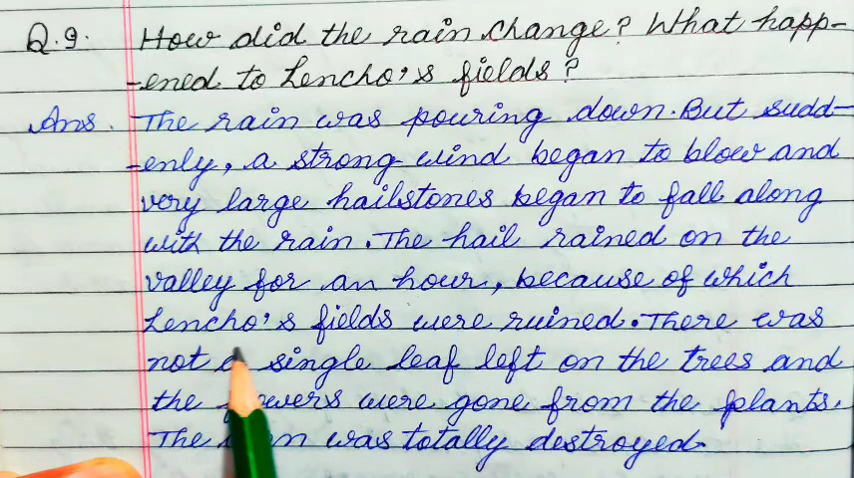 Q.9. How did the rain change? What happ-
-ened to Lencho's fields?
Ans. The rain was pouring down. But sudd-
-enly, a strong wind began to blow and
very large hailstones began to fall along
with the rain. The hail rained on the
valley for an hour, because of which
Lencho's fields were ruined. There was
not a single leaf left on the trees and
the flowers were gone from the plants.
The was totally destroyed.